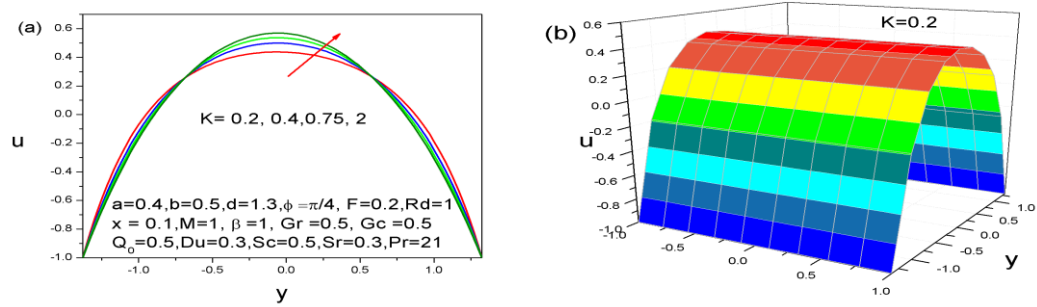 (a)
0.6
0.4
0.2
0.0
-0.2
-0.4
-0.6
-0.8
-1.0
u
K= 0.2, 0.4,0.75, 2
a=0.4,b=0.5,d=1.3,ϕ =π/4, F=0.2,Rd=1
x = 0.1,M=1, β =1, Gr =0.5, Gc =0.5
Q₀=0.5,Du=0.3,Sc=0.5,Sr=0.3,Pr=21
-1.0 -0.5 0.0 0.5 1.0
y
(b)
K=0.2
0.6
0.4
0.2
0.0
-0.2
-0.4
-0.6
-0.8
-1.0
u
-0.5
0.0
0.5
1.0
-1.0
-0.5
0.0
0.5
1.0
y